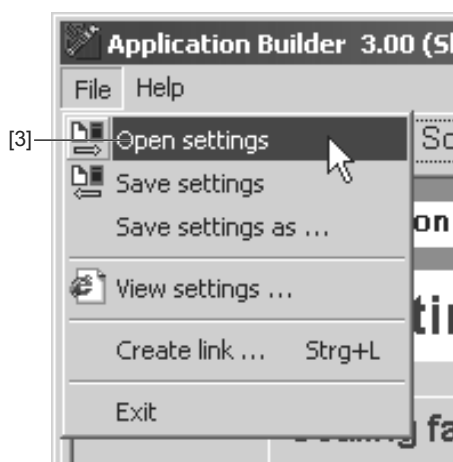 Application Builder 3.00 (S
File Help
[3] Open settings
Save settings
Save settings as ...
View settings ...
Create link ... Strg+L
Exit